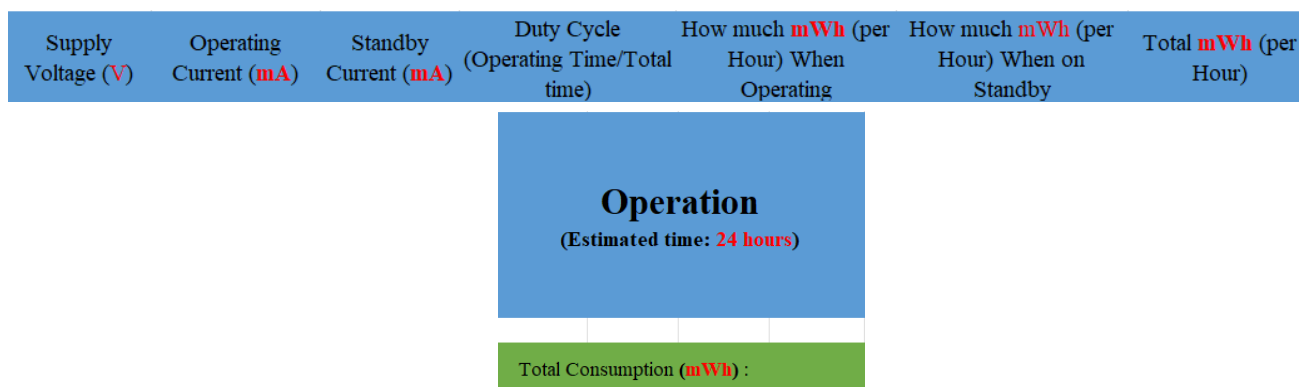 Supply
Voltage (V)
Operating
Current (mA)
Standby
Current (mA)
Duty Cycle
(Operating Time/Total
time)
How much mWh (per
Hour) When
Operating
How much mWh (per
Hour) When on
Standby
Total mWh (per
Hour)
Operation
(Estimated time: 24 hours)
Total Consumption (mWh) :